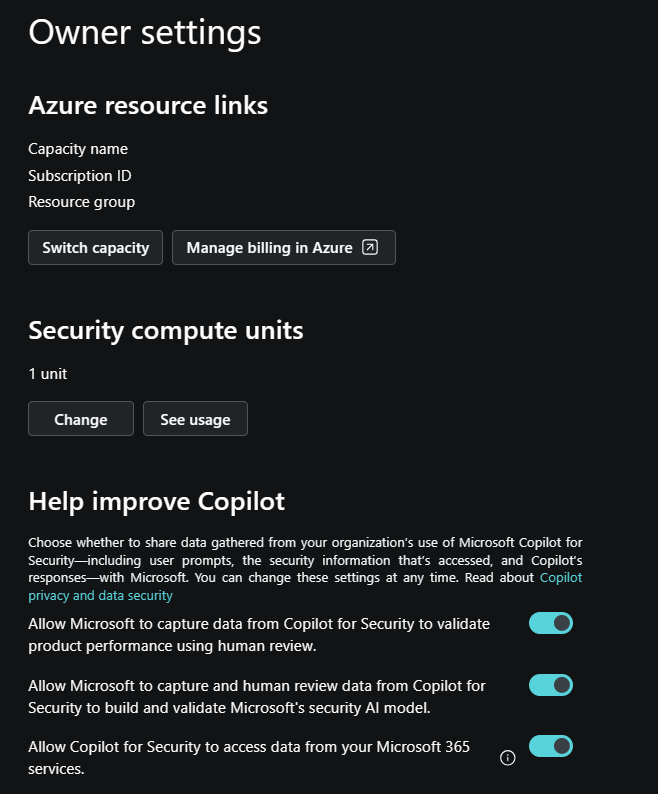 Owner settings
Azure resource links
Capacity name
Subscription ID
Resource group
Switch capacity
Manage billing in Azure
Security compute units
1 unit
Change
See usage
Help improve Copilot
Choose whether to share data gathered from your organization's use of Microsoft Copilot for
Security—including user prompts, the security information that's accessed, and Copilot's
responses—with Microsoft. You can change these settings at any time. Read about Copilot
privacy and data security
Allow Microsoft to capture data from Copilot for Security to validate
product performance using human review.
Allow Microsoft to capture and human review data from Copilot for
Security to build and validate Microsoft's security AI model.
Allow Copilot for Security to access data from your Microsoft 365
services.